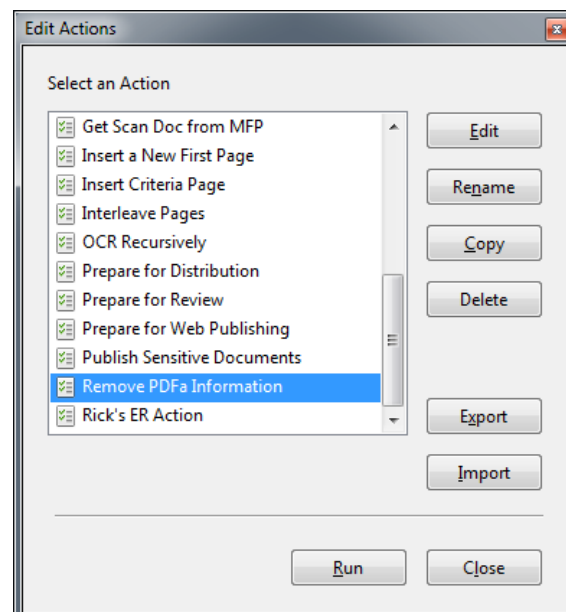 Edit Actions
Select an Action
Get Scan Doc from MFP
Insert a New First Page
Insert Criteria Page
Interleave Pages
OCR Recursively
Prepare for Distribution
Prepare for Review
Prepare for Web Publishing
Publish Sensitive Documents
Remove PDFa Information
Rick's ER Action
Edit
Rename
Copy
Delete
Export
Import
Run Close